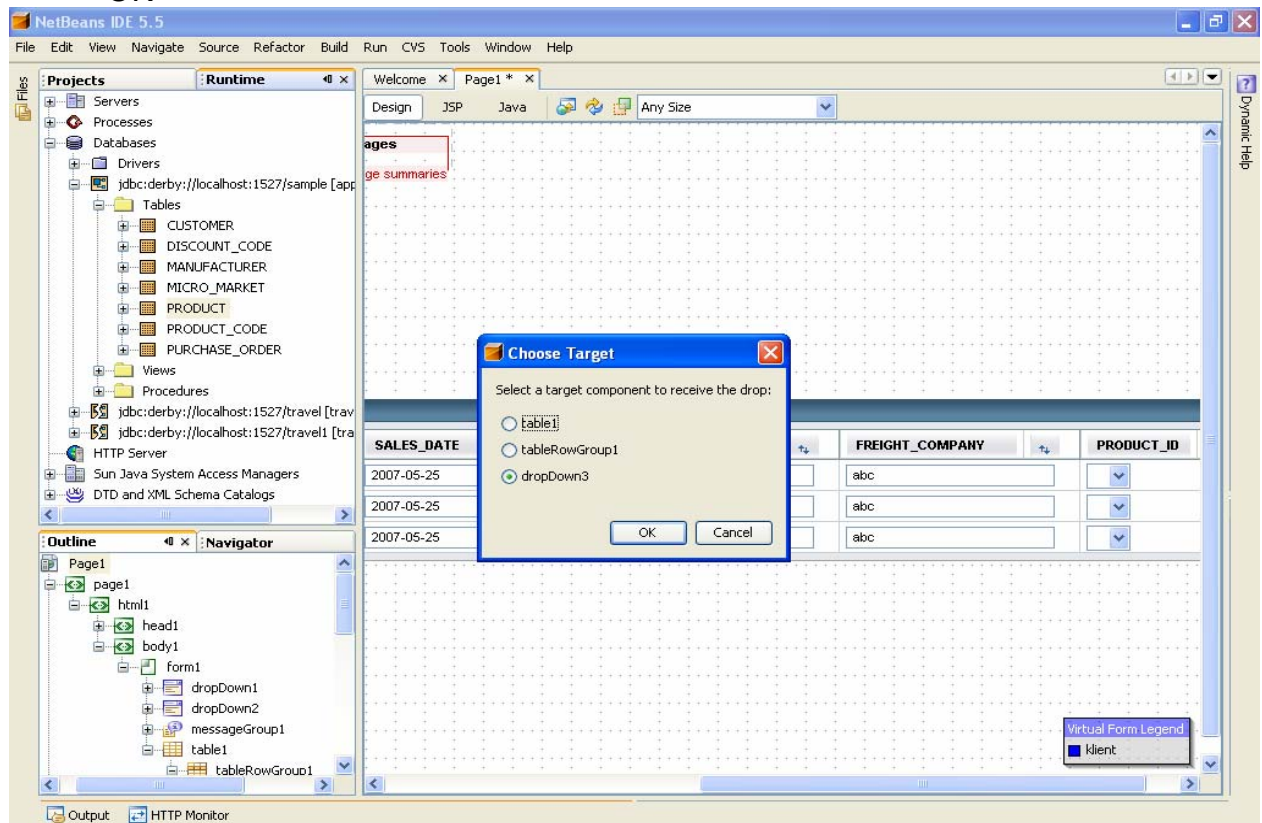 NetBeans IDE 5.5
File Edit View Navigate Source Refactor Build Run CVS Tools Window Help
Files
Projects Runtime
Servers
Processes
Databases
Drivers
jdbc:derby://localhost:1527/sample [app
Tables
CUSTOMER
DISCOUNT_CODE
MANUFACTURER
MICRO_MARKET
PRODUCT
PRODUCT_CODE
PURCHASE_ORDER
Views
Procedures
jdbc:derby://localhost:1527/travel [trav
jdbc:derby://localhost:1527/travel1 [tra
HTTP Server
Sun Java System Access Managers
DTD and XML Schema Catalogs
Outline Navigator
Page1
page1
html1
head1
body1
form1
dropDown1
dropDown2
messageGroup1
table1
tableRowGroup1
Welcome Page1 *
Design JSP Java Any Size
ages
ge summaries
Choose Target
Select a target component to receive the drop:
table1
tableRowGroup1
dropDown3
OK Cancel
SALES_DATE FREIGHT_COMPANY PRODUCT_ID
2007-05-25 abc
2007-05-25 abc
2007-05-25 abc
Virtual Form Legend
klient
Dynamic Help
Output HTTP Monitor